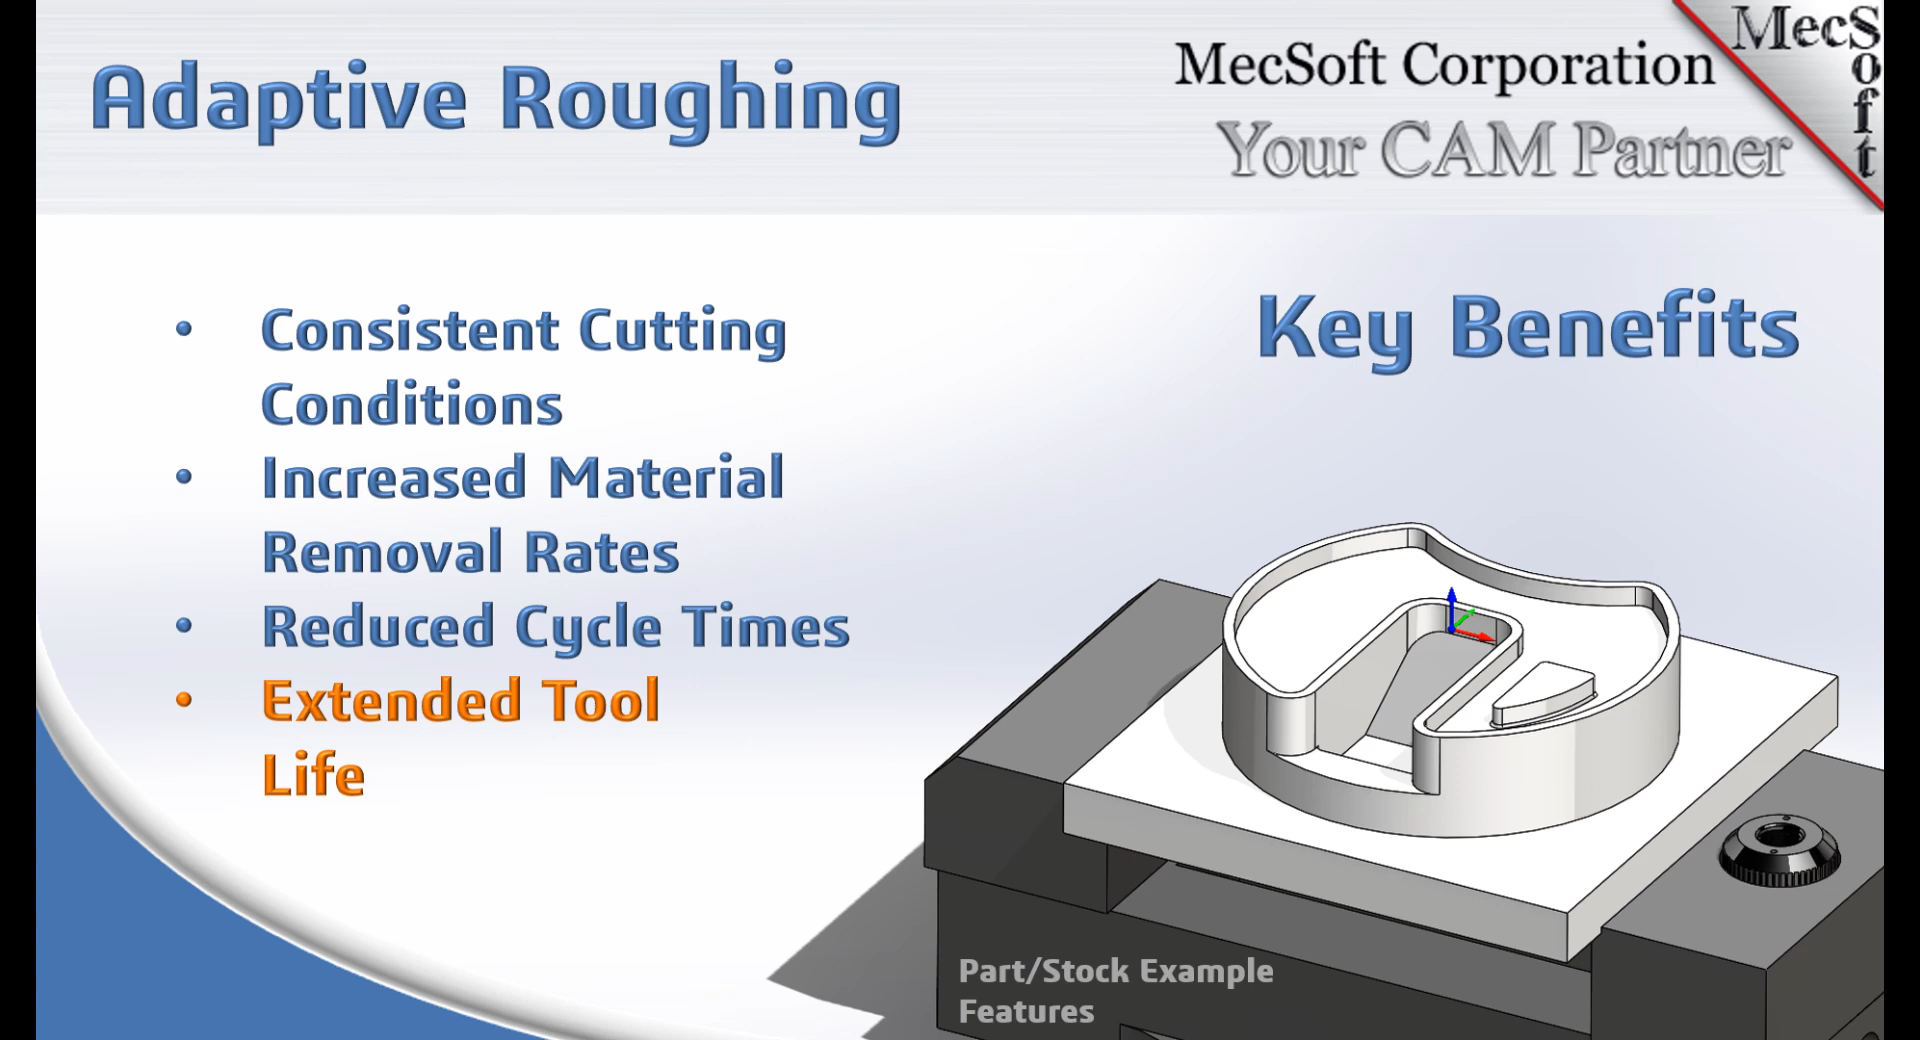 Adaptive Roughing
MecSoft Corporation
Your CAM Partner
MecSoft
Key Benefits
• Consistent Cutting
Conditions
• Increased Material
Removal Rates
• Reduced Cycle Times
• Extended Tool
Life
Part/Stock Example
Features